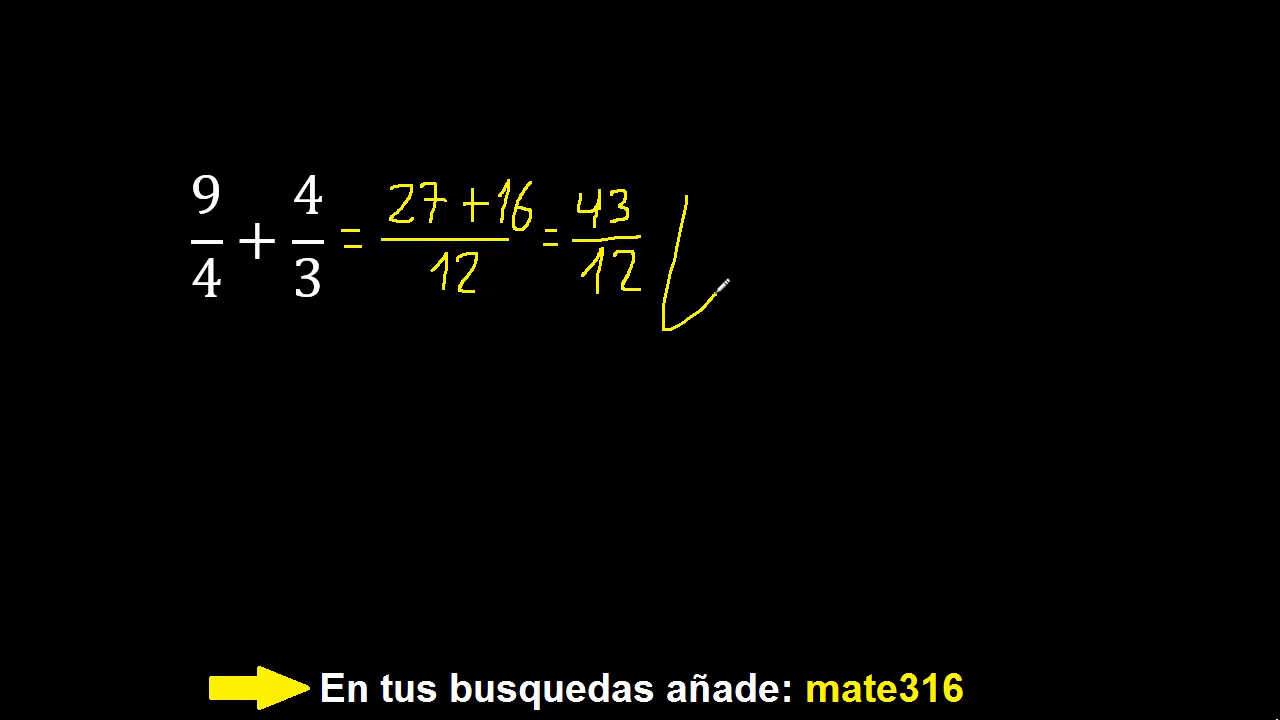 9/4 + 4/3 = 27 + 16/12 = 43/12
En tus busquedas añade: mate316